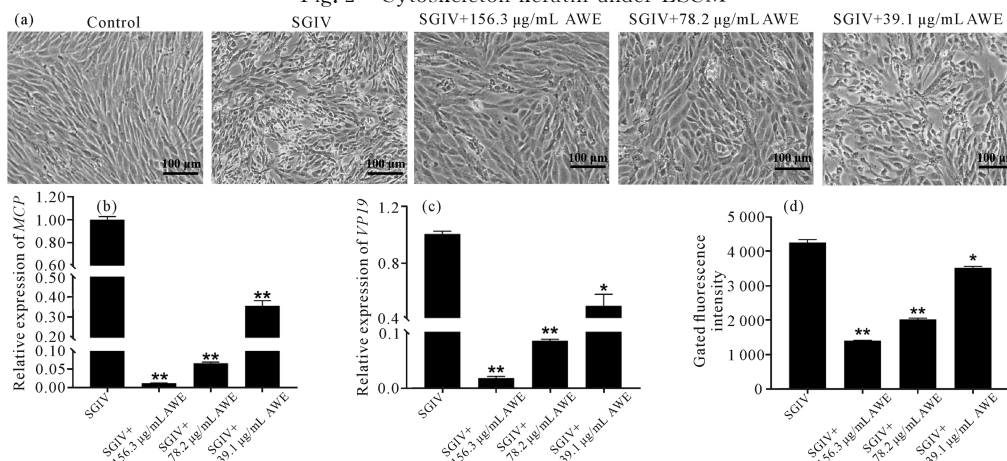 Fig. 2 Cytoskeleton keratin under LSCM
(a) Control SGIV SGIV+156.3 μg/mL AWE SGIV+78.2 μg/mL AWE SGIV+39.1 μg/mL AWE
100 μm 100 μm 100 μm 100 μm 100 μm
(b)
Relative expression of MCP
1.20
1.00
0.80
0.60
0.50
0.40
0.30
0.20
0.10
0.05
0.00
** ** **
SGIV
SGIV+
156.3 μg/mL AWE
SGIV+
78.2 μg/mL AWE
SGIV+
39.1 μg/mL AWE
(c)
Relative expression of VP19
1.2
0.8
0.4
0.1
0.0
** ** *
SGIV
SGIV+
156.3 μg/mL AWE
SGIV+
78.2 μg/mL AWE
SGIV+
39.1 μg/mL AWE
(d)
Gated fluorescence
intensity
5 000
4 000
3 000
2 000
1 000
0
** ** *
SGIV
SGIV+
156.3 μg/mL AWE
SGIV+
78.2 μg/mL AWE
SGIV+
39.1 μg/mL AWE